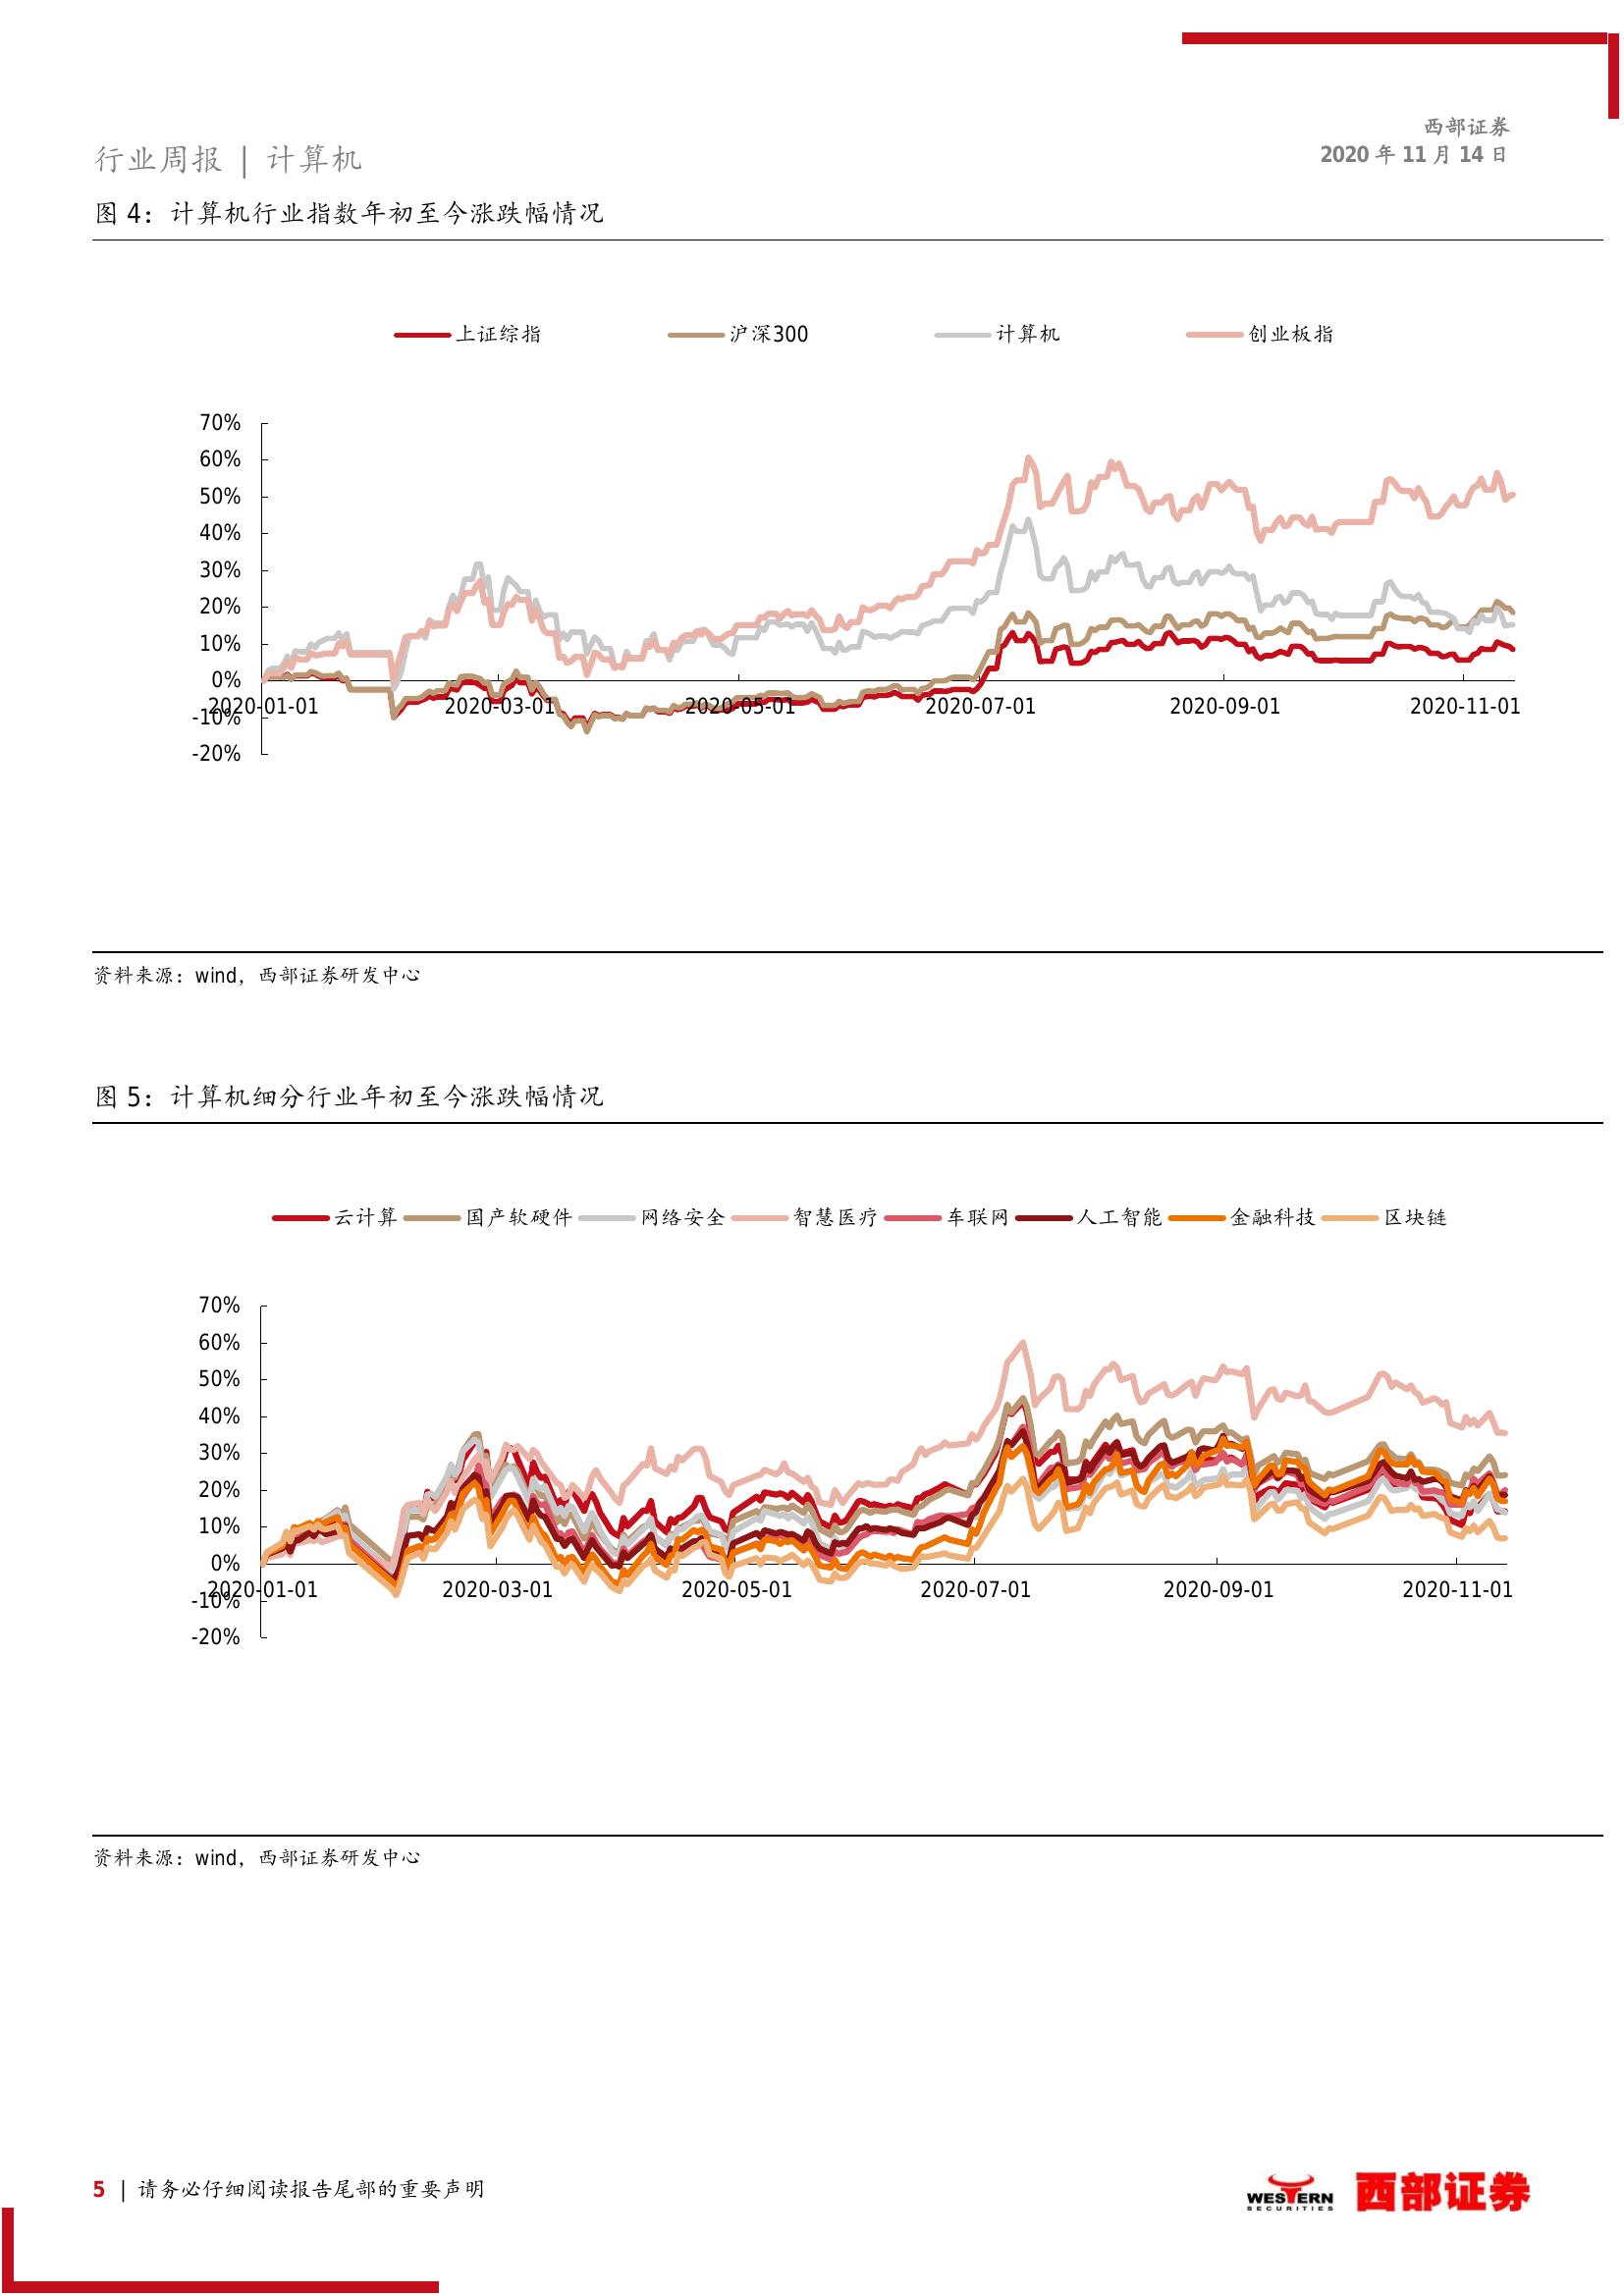 西部证券
行业周报 | 计算机
2020 年 11 月 14 日
图 4：计算机行业指数年初至今涨跌幅情况
上证综指 沪深300 计算机 创业板指
70%
60%
50%
40%
30%
20%
10%
0%
2020-01-01 2020-03-01 2020-05-01 2020-07-01 2020-09-01 2020-11-01
-10%
-20%
资料来源：wind，西部证券研发中心
图 5：计算机细分行业年初至今涨跌幅情况
云计算 国产软硬件 网络安全 智慧医疗 车联网 人工智能 金融科技 区块链
70%
60%
50%
40%
30%
20%
10%
0%
2020-01-01 2020-03-01 2020-05-01 2020-07-01 2020-09-01 2020-11-01
-10%
-20%
资料来源：wind，西部证券研发中心
5 | 请务必仔细阅读报告尾部的重要声明
WESTERN
SECURITIES
西部证券